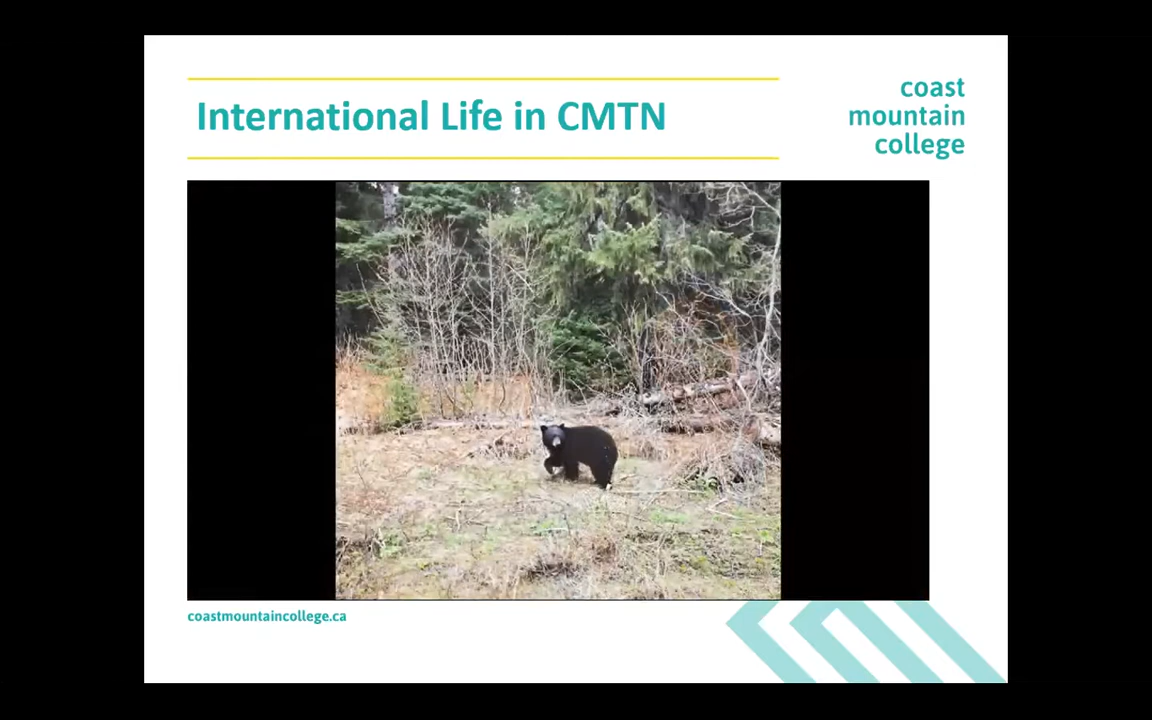 International Life in CMTN
coast
mountain
college
coastmountaincollege.ca